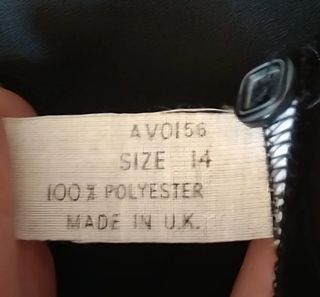 AV0156
SIZE 14
100% POLYESTER
MADE IN U.K.